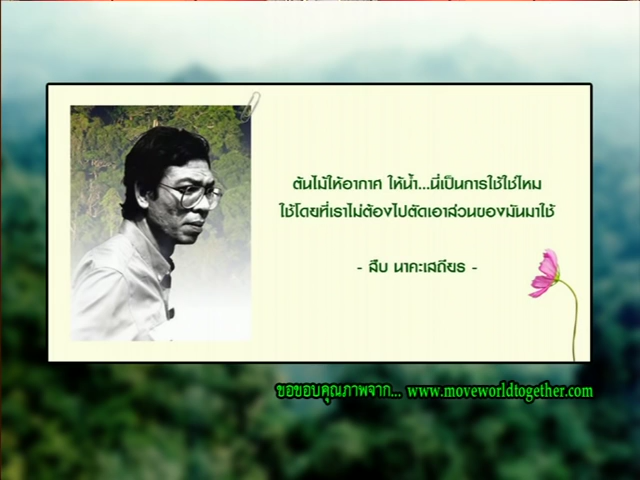 ต้นไม้ให้อากาศ ให้น้ำ...นี่เป็นการใช้ใช่ไหม
ใช้โดยที่เราไม่ต้องไปตัดเอาส่วนของมันมาใช้
- สืบ นาคะเสถียร -
ขอขอบคุณภาพจาก... www.moveworldtogether.com